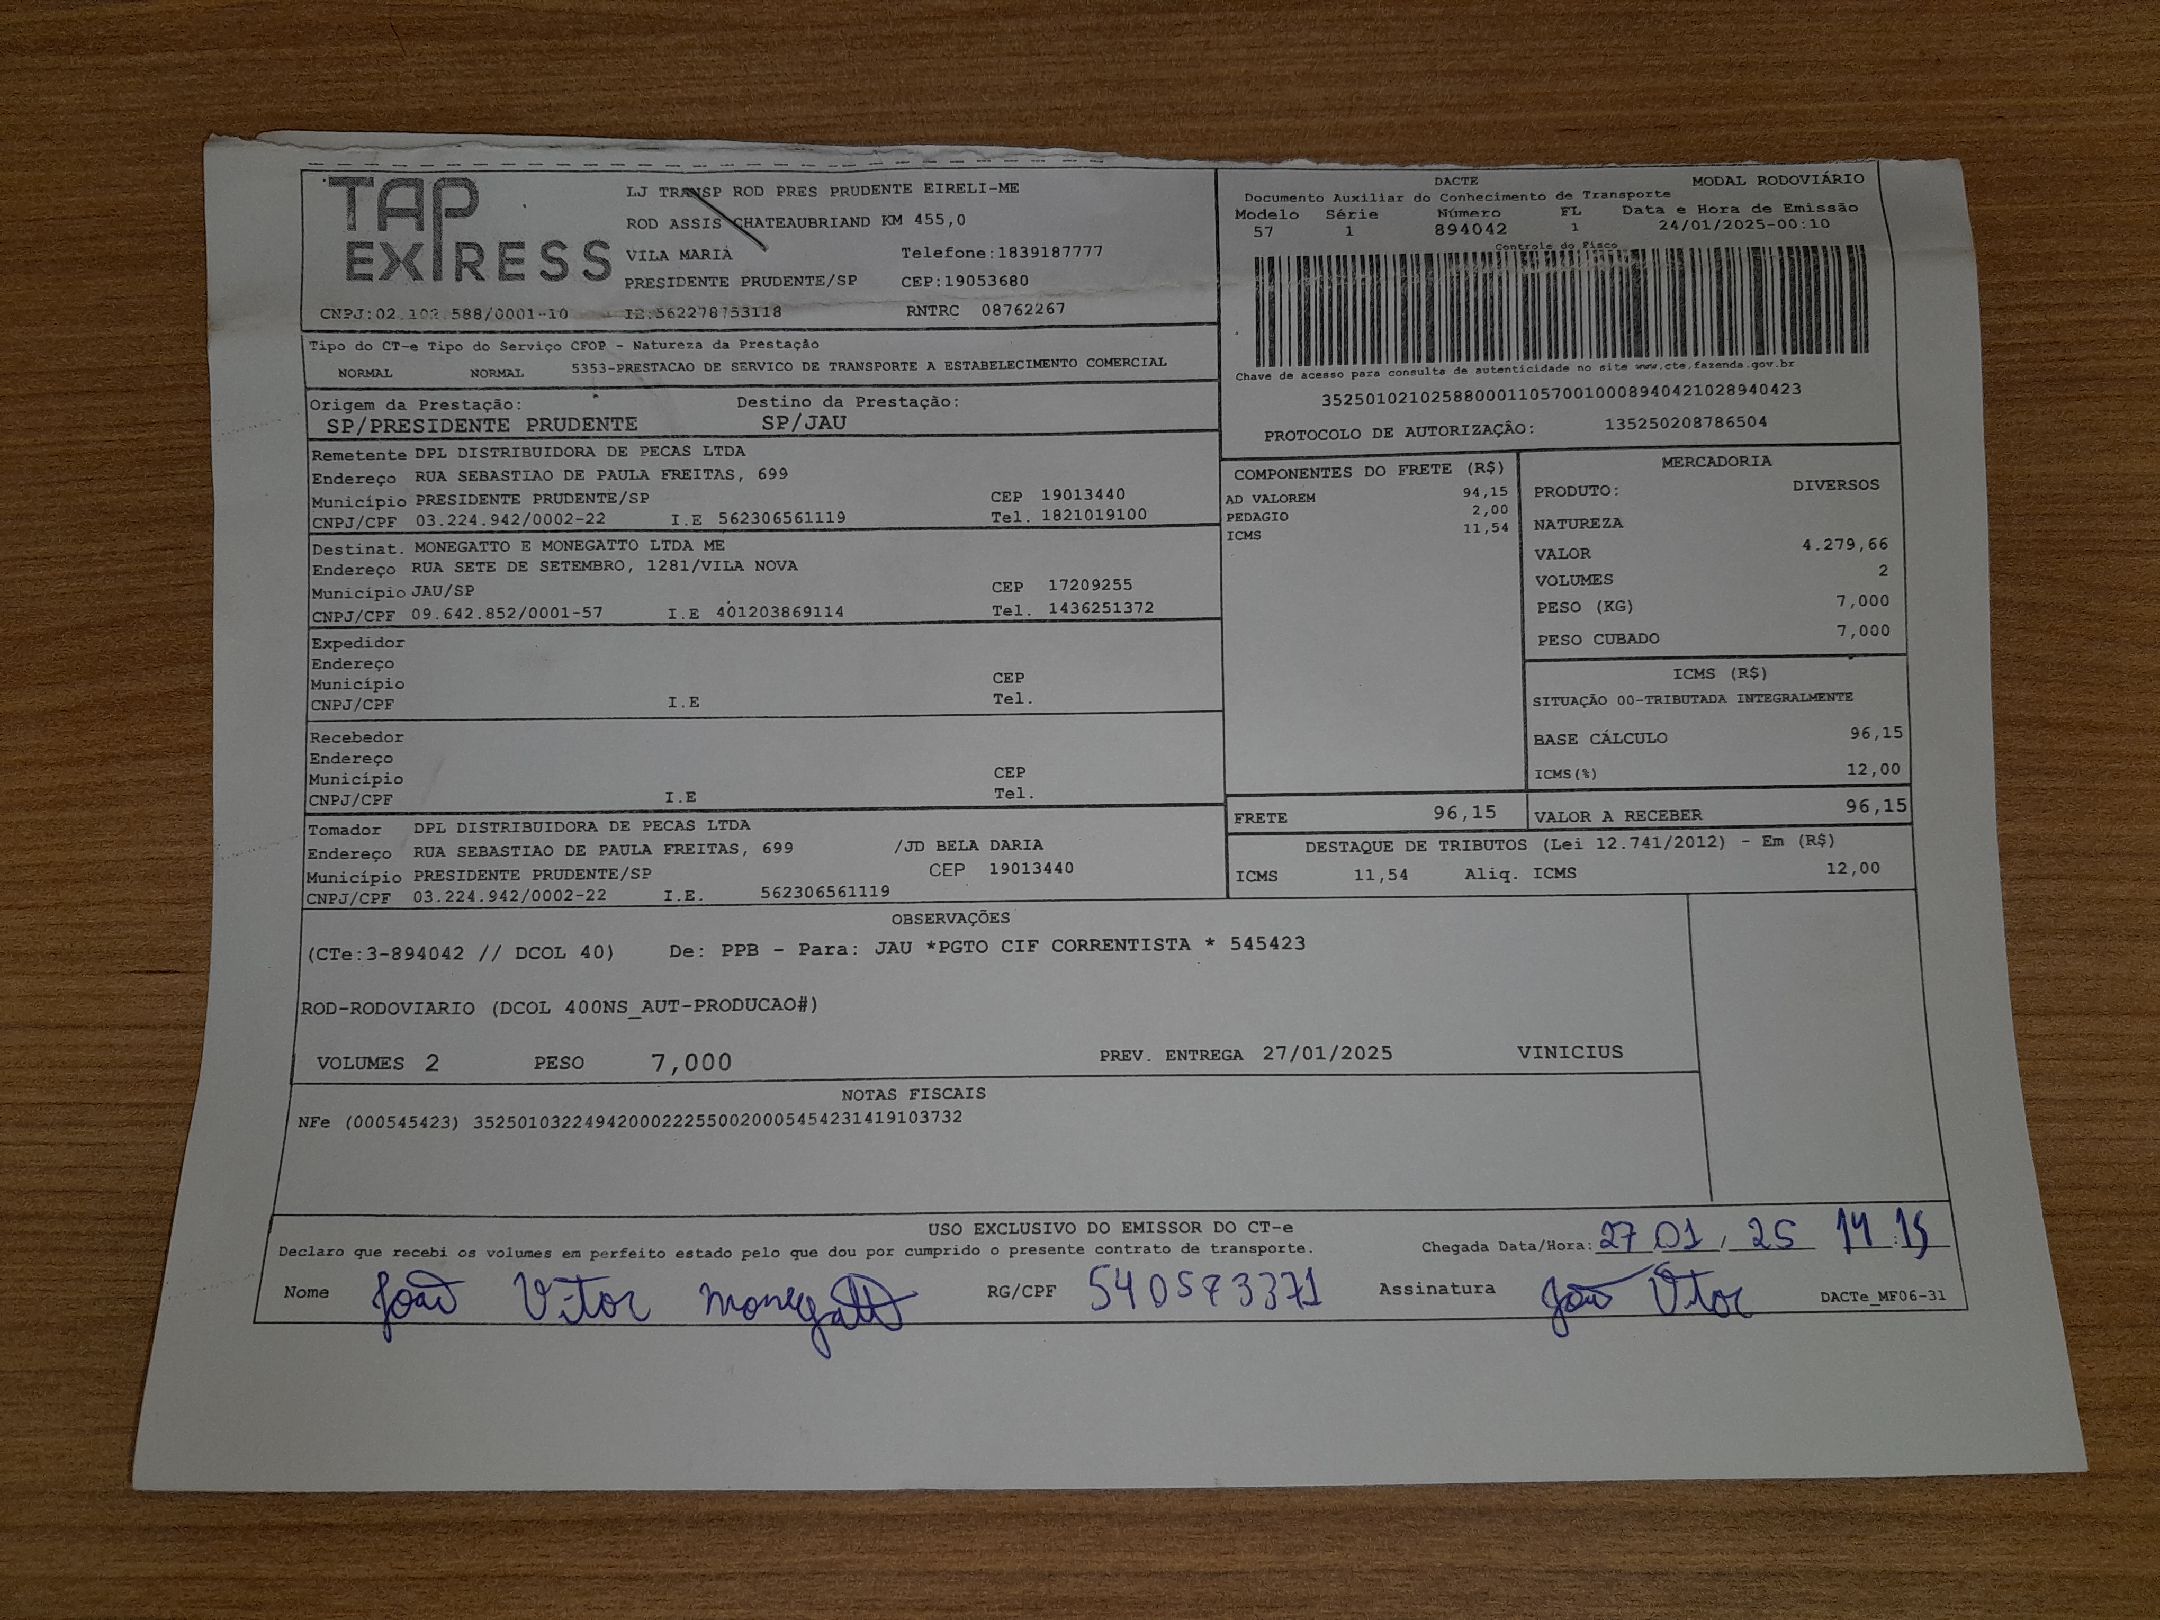 TAP EXPRESS
LJ TRANSP ROD PRES PRUDENTE EIRELI-ME
ROD ASSIS CHATEAUBRIAND KM 455,0
VILA MARIA Telefone:1839187777
PRESIDENTE PRUDENTE/SP CEP:19053680
CNPJ:02.102.588/0001-10 IE:562278753118 RNTRC 08762267
DACTE MODAL RODOVIÁRIO
Documento Auxiliar do Conhecimento de Transporte
Modelo Série Número FL Data e Hora de Emissão
57 1 894042 1 24/01/2025-00:10
Controle do Fisco
Chave de acesso para consulta de autenticidade no site www.cte.fazenda.gov.br
35250102102588000110570010008940421028940423
PROTOCOLO DE AUTORIZAÇÃO: 135250208786504
Tipo do CT-e Tipo do Serviço CFOP - Natureza da Prestação
NORMAL NORMAL 5353-PRESTACAO DE SERVICO DE TRANSPORTE A ESTABELECIMENTO COMERCIAL
Origem da Prestação: Destino da Prestação:
SP/PRESIDENTE PRUDENTE SP/JAU
Remetente DPL DISTRIBUIDORA DE PECAS LTDA
Endereço RUA SEBASTIAO DE PAULA FREITAS, 699
Município PRESIDENTE PRUDENTE/SP CEP 19013440
CNPJ/CPF 03.224.942/0002-22 I.E 562306561119 Tel. 1821019100
Destinat. MONEGATTO E MONEGATTO LTDA ME
Endereço RUA SETE DE SETEMBRO, 1281/VILA NOVA
Município JAU/SP CEP 17209255
CNPJ/CPF 09.642.852/0001-57 I.E 401203869114 Tel. 1436251372
Expedidor
Endereço
Município CEP
CNPJ/CPF I.E Tel.
Recebedor
Endereço
Município CEP
CNPJ/CPF I.E Tel.
Tomador DPL DISTRIBUIDORA DE PECAS LTDA
Endereço RUA SEBASTIAO DE PAULA FREITAS, 699 /JD BELA DARIA
Município PRESIDENTE PRUDENTE/SP CEP 19013440
CNPJ/CPF 03.224.942/0002-22 I.E. 562306561119
COMPONENTES DO FRETE (R$)
AD VALOREM 94,15
PEDAGIO 2,00
ICMS 11,54
MERCADORIA
PRODUTO: DIVERSOS
NATUREZA
VALOR 4.279,66
VOLUMES 2
PESO (KG) 7,000
PESO CUBADO 7,000
ICMS (R$)
SITUAÇÃO 00-TRIBUTADA INTEGRALMENTE
BASE CÁLCULO 96,15
ICMS(%) 12,00
FRETE 96,15 VALOR A RECEBER 96,15
DESTAQUE DE TRIBUTOS (Lei 12.741/2012) - Em (R$)
ICMS 11,54 Aliq. ICMS 12,00
OBSERVAÇÕES
(CTe:3-894042 // DCOL 40) De: PPB - Para: JAU *PGTO CIF CORRENTISTA * 545423
ROD-RODOVIARIO (DCOL 400NS_AUT-PRODUCAO#)
VOLUMES 2 PESO 7,000 PREV. ENTREGA 27/01/2025 VINICIUS
NOTAS FISCAIS
NFe (000545423) 35250103224942000222550020005454231419103732
USO EXCLUSIVO DO EMISSOR DO CT-e
Declaro que recebi os volumes em perfeito estado pelo que dou por cumprido o presente contrato de transporte. Chegada Data/Hora: 27 01, 25 14:15
Nome João Vitor Monegatto RG/CPF 540573371 Assinatura João Vitor DACTe_MF06-31